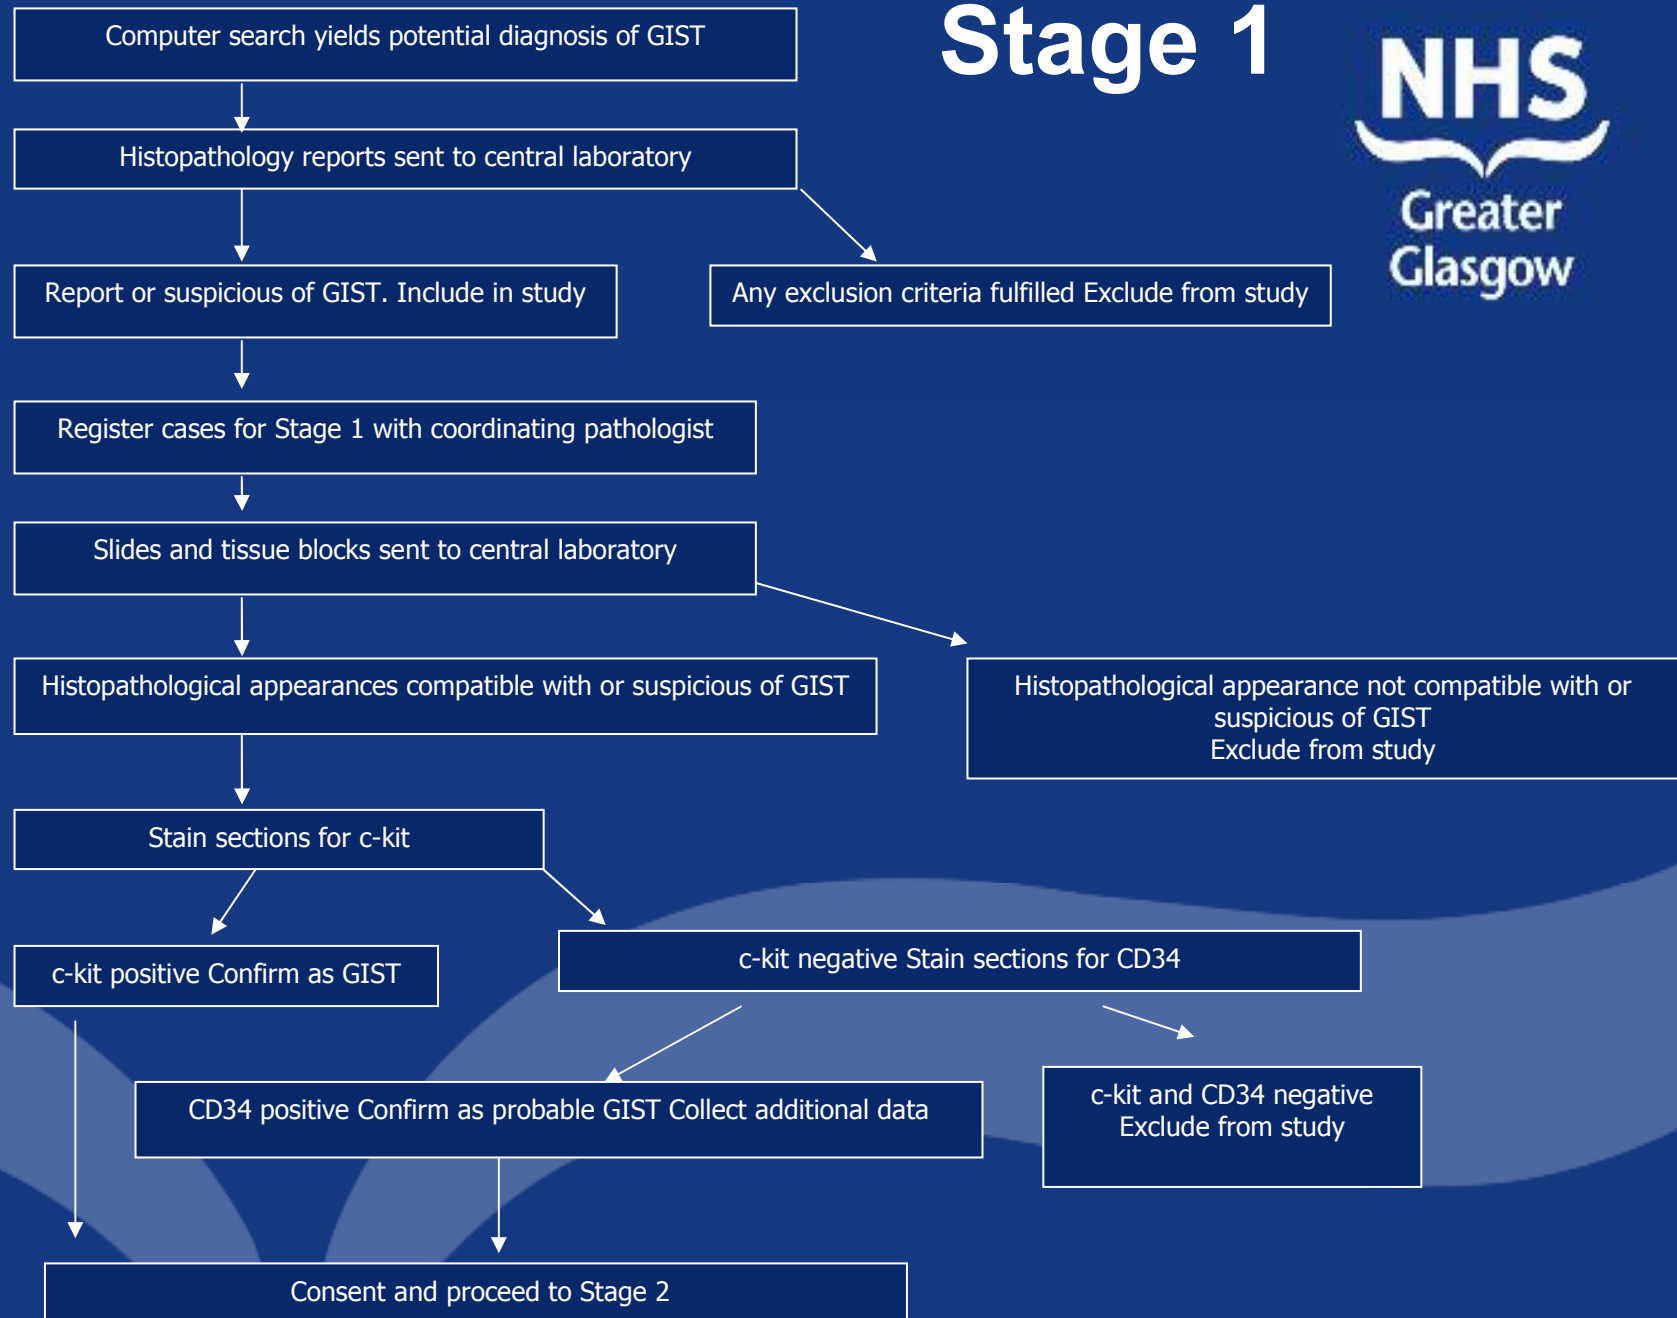 Stage 1
NHS
Greater
Glasgow
Computer search yields potential diagnosis of GIST
Histopathology reports sent to central laboratory
Report or suspicious of GIST. Include in study
Any exclusion criteria fulfilled Exclude from study
Register cases for Stage 1 with coordinating pathologist
Slides and tissue blocks sent to central laboratory
Histopathological appearances compatible with or suspicious of GIST
Histopathological appearance not compatible with or
suspicious of GIST
Exclude from study
Stain sections for c-kit
c-kit positive Confirm as GIST
c-kit negative Stain sections for CD34
CD34 positive Confirm as probable GIST Collect additional data
c-kit and CD34 negative
Exclude from study
Consent and proceed to Stage 2